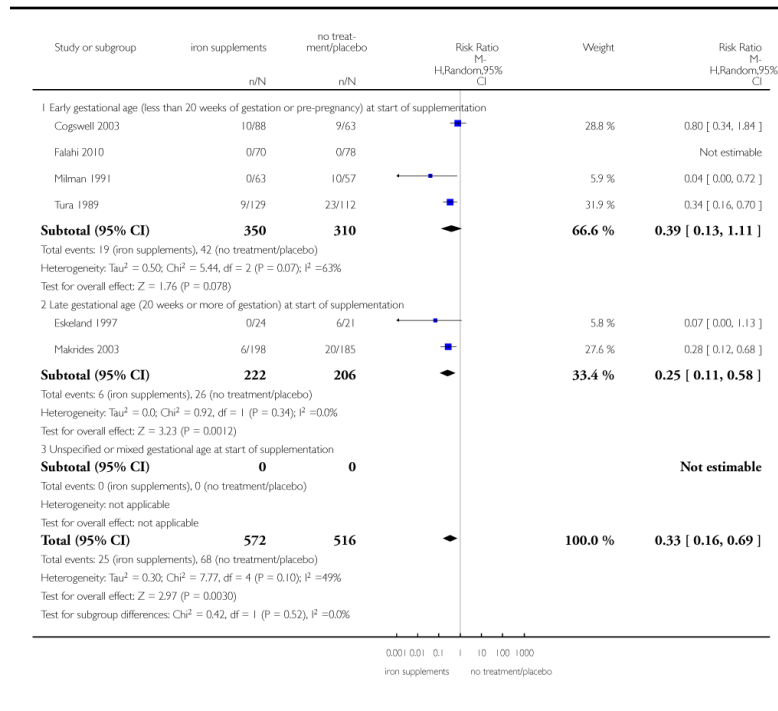 Study or subgroup iron supplements no treat-ment/placebo Risk Ratio Weight Risk Ratio
M-H,Random,95% CI M-H,Random,95% CI
n/N n/N
1 Early gestational age (less than 20 weeks of gestation or pre-pregnancy) at start of supplementation
Cogswell 2003 10/88 9/63 28.8 % 0.80 [ 0.34, 1.84 ]
Falahi 2010 0/70 0/78 Not estimable
Milman 1991 0/63 10/57 5.9 % 0.04 [ 0.00, 0.72 ]
Tura 1989 9/129 23/112 31.9 % 0.34 [ 0.16, 0.70 ]
Subtotal (95% CI) 350 310 66.6 % 0.39 [ 0.13, 1.11 ]
Total events: 19 (iron supplements), 42 (no treatment/placebo)
Heterogeneity: Tau² = 0.50; Chi² = 5.44, df = 2 (P = 0.07); I² =63%
Test for overall effect: Z = 1.76 (P = 0.078)
2 Late gestational age (20 weeks or more of gestation) at start of supplementation
Eskeland 1997 0/24 6/21 5.8 % 0.07 [ 0.00, 1.13 ]
Makrides 2003 6/198 20/185 27.6 % 0.28 [ 0.12, 0.68 ]
Subtotal (95% CI) 222 206 33.4 % 0.25 [ 0.11, 0.58 ]
Total events: 6 (iron supplements), 26 (no treatment/placebo)
Heterogeneity: Tau² = 0.0; Chi² = 0.92, df = 1 (P = 0.34); I² =0.0%
Test for overall effect: Z = 3.23 (P = 0.0012)
3 Unspecified or mixed gestational age at start of supplementation
Subtotal (95% CI) 0 0 Not estimable
Total events: 0 (iron supplements), 0 (no treatment/placebo)
Heterogeneity: not applicable
Test for overall effect: not applicable
Total (95% CI) 572 516 100.0 % 0.33 [ 0.16, 0.69 ]
Total events: 25 (iron supplements), 68 (no treatment/placebo)
Heterogeneity: Tau² = 0.30; Chi² = 7.77, df = 4 (P = 0.10); I² =49%
Test for overall effect: Z = 2.97 (P = 0.0030)
Test for subgroup differences: Chi² = 0.42, df = 1 (P = 0.52), I² =0.0%
0.001 0.01 0.1 1 10 100 1000
iron supplements no treatment/placebo